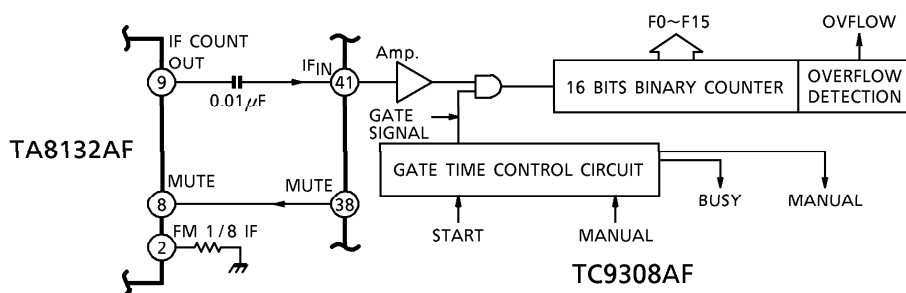 F0~F15
OVFLOW
IF COUNT
OUT
9
0.01μF
IFIN
41
Amp.
16 BITS BINARY COUNTER
OVERFLOW
DETECTION
GATE
SIGNAL
TA8132AF
GATE TIME CONTROL CIRCUIT
MUTE
8
MUTE
38
BUSY
MANUAL
2
FM 1/8 IF
START
MANUAL
TC9308AF